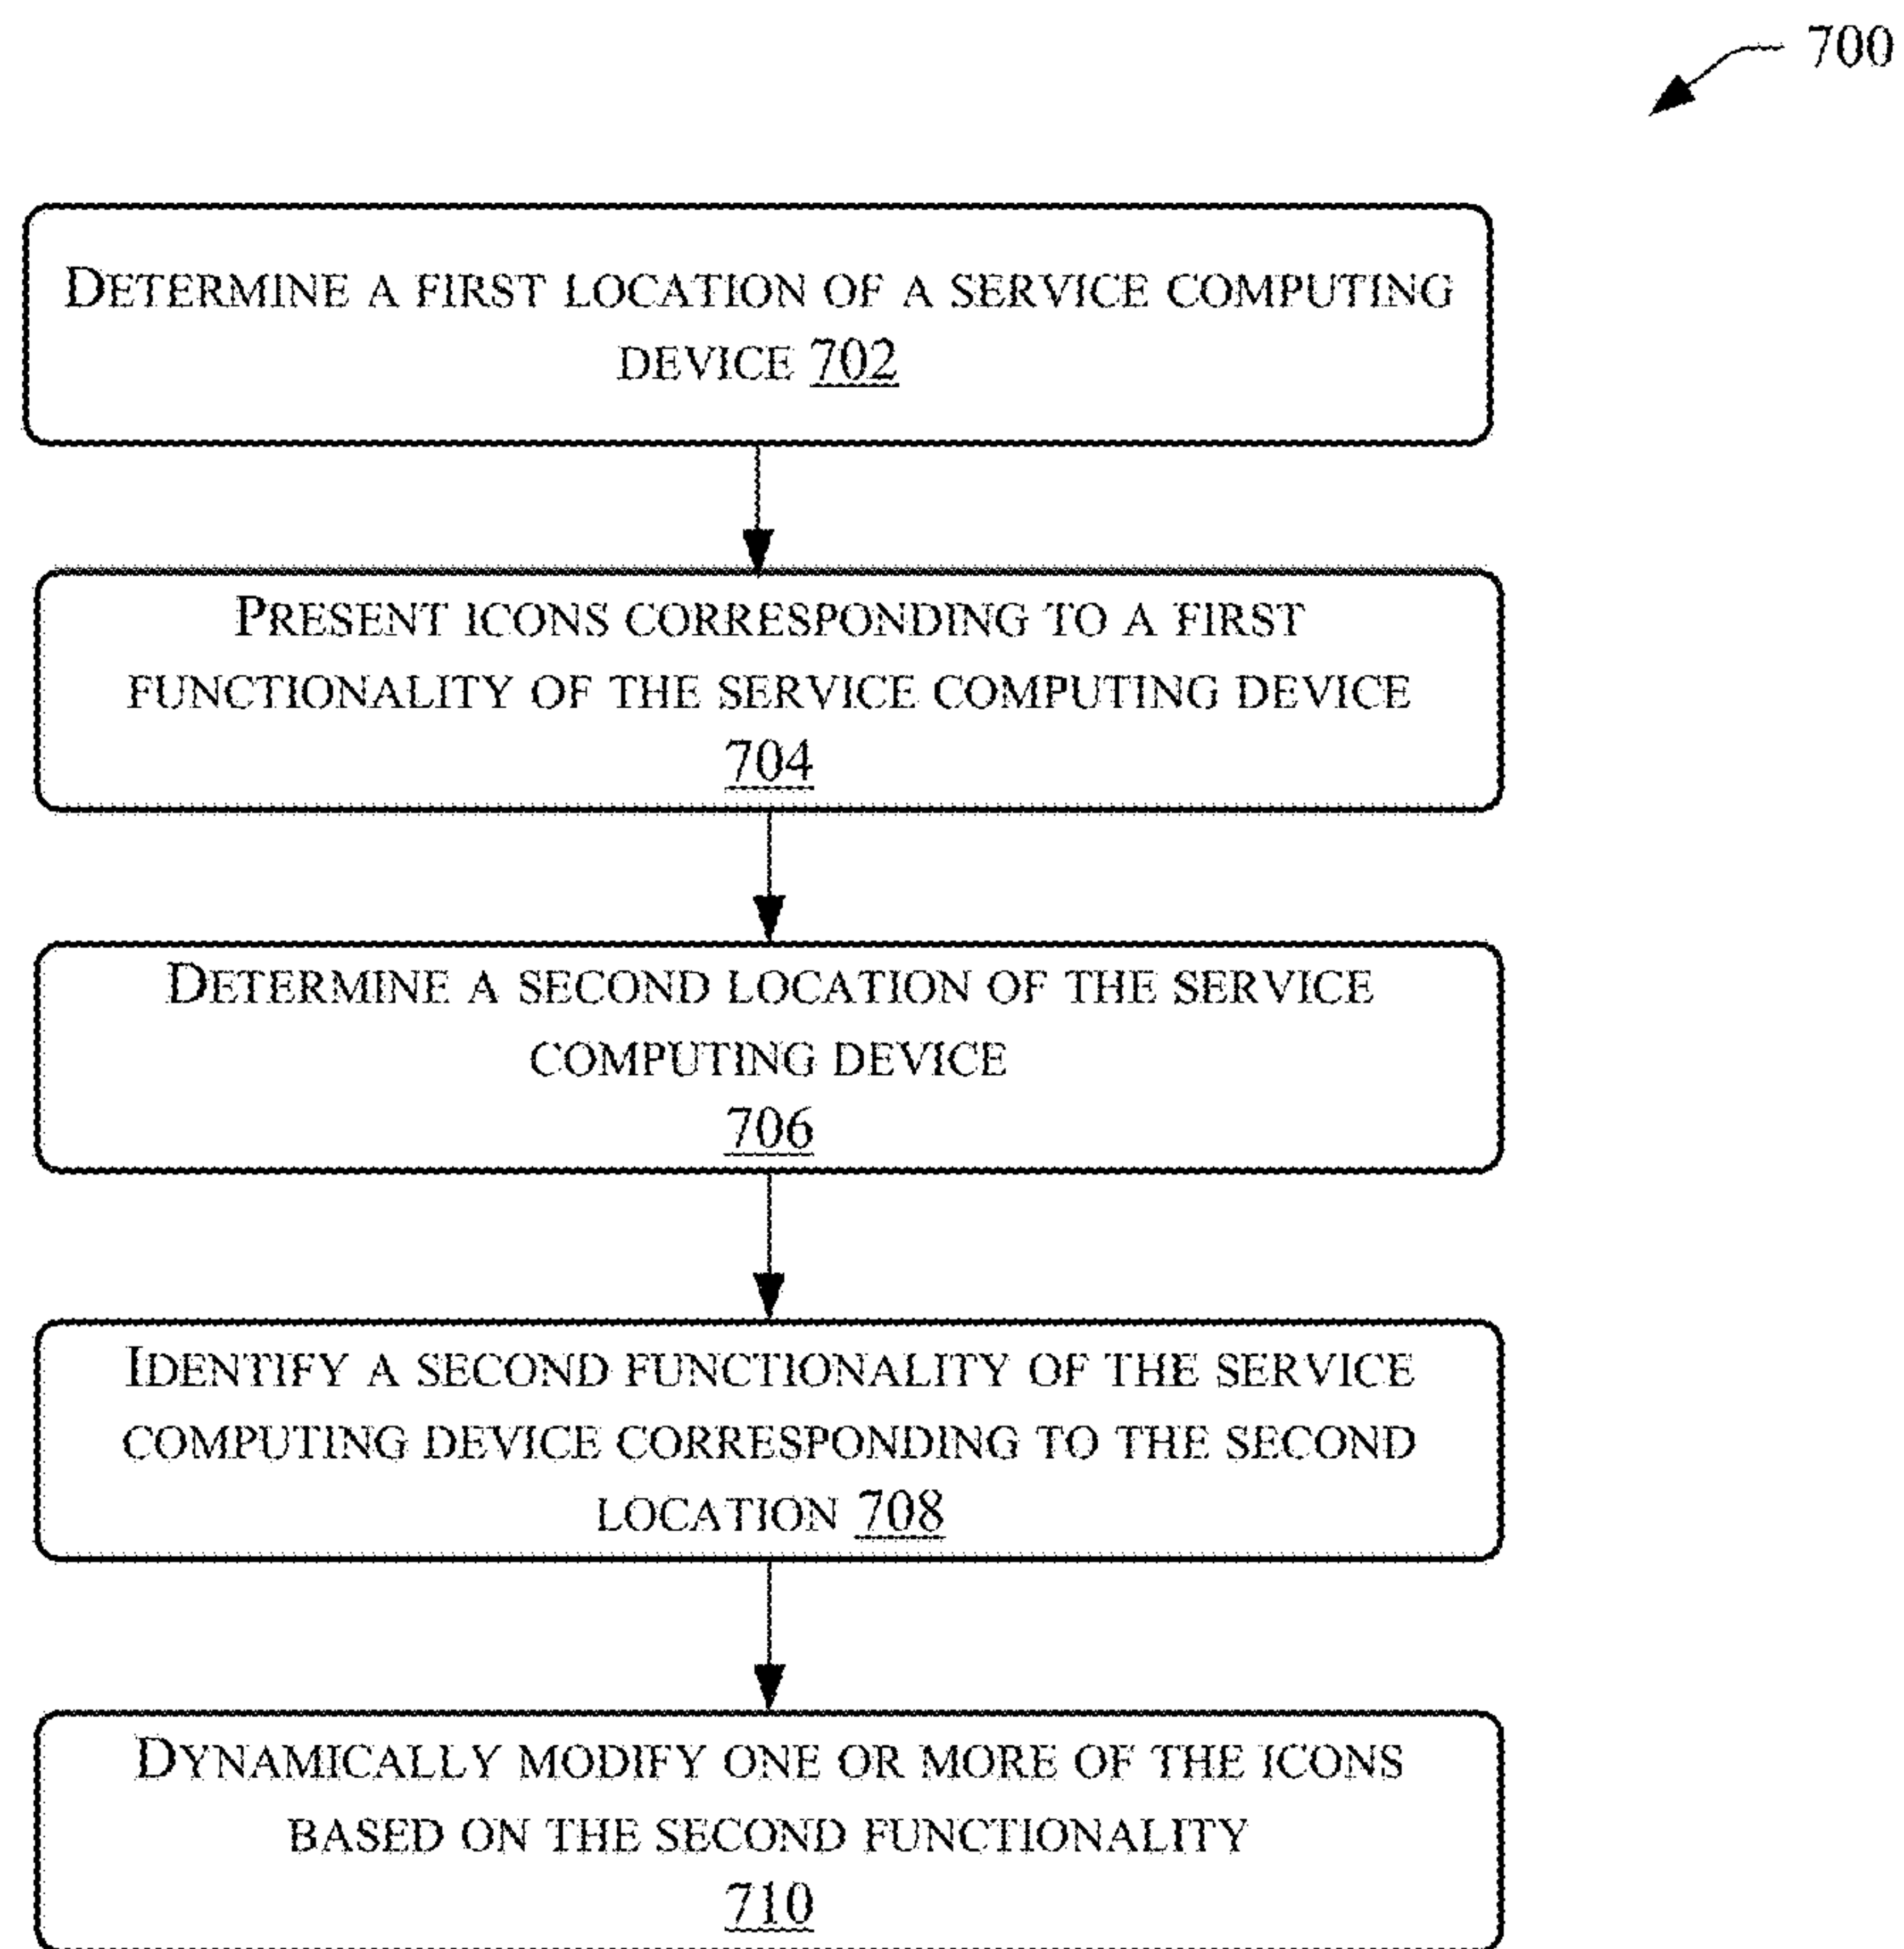 700
DETERMINE A FIRST LOCATION OF A SERVICE COMPUTING
DEVICE 702
PRESENT ICONS CORRESPONDING TO A FIRST
FUNCTIONALITY OF THE SERVICE COMPUTING DEVICE
704
DETERMINE A SECOND LOCATION OF THE SERVICE
COMPUTING DEVICE
706
IDENTIFY A SECOND FUNCTIONALITY OF THE SERVICE
COMPUTING DEVICE CORRESPONDING TO THE SECOND
LOCATION 708
DYNAMICALLY MODIFY ONE OR MORE OF THE ICONS
BASED ON THE SECOND FUNCTIONALITY
710